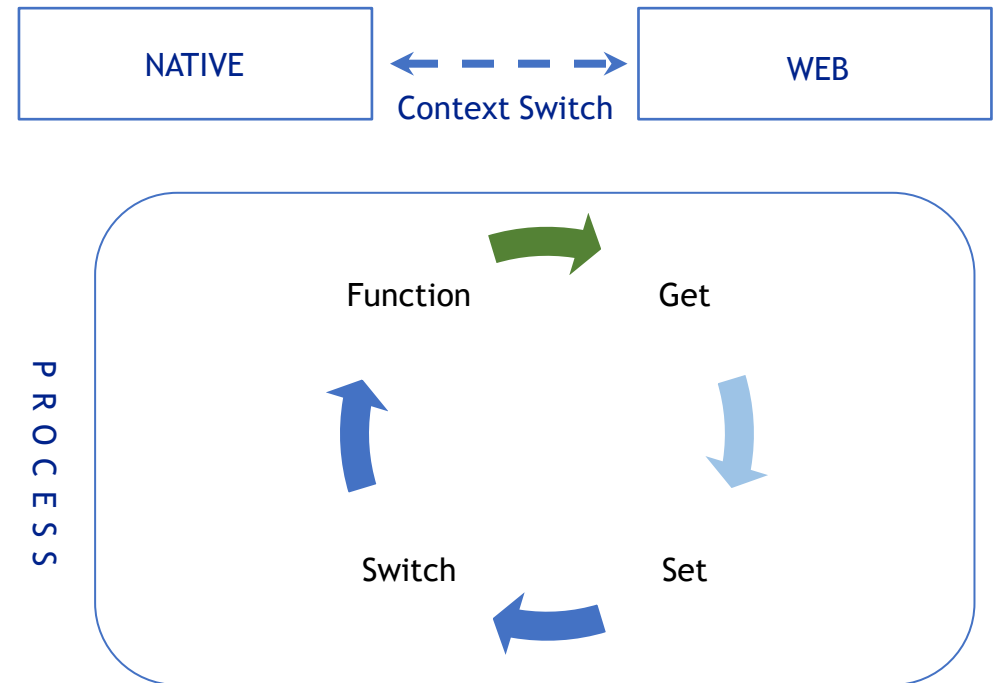 NATIVE
WEB
Context Switch
PROCESS
Function
Get
Switch
Set